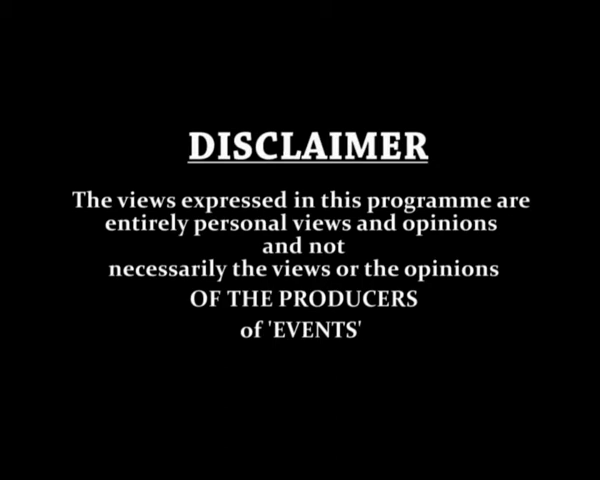 DISCLAIMER
The views expressed in this programme are
entirely personal views and opinions
and not
necessarily the views or the opinions
OF THE PRODUCERS
of 'EVENTS'